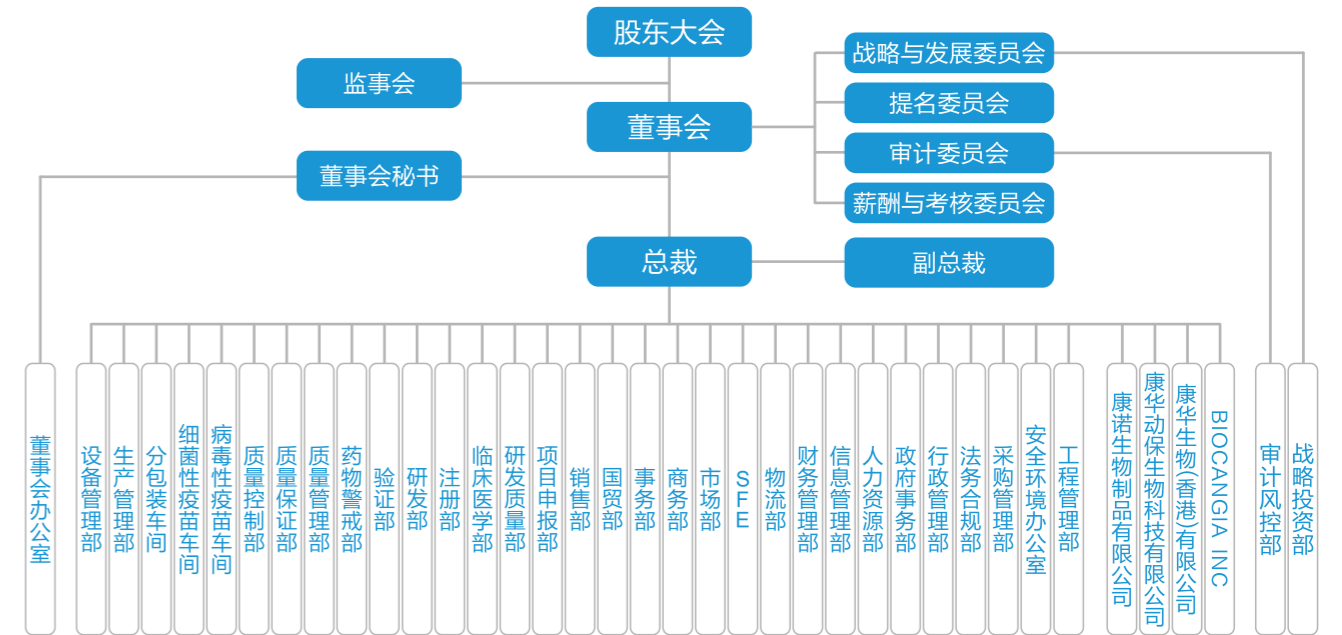 股东大会
监事会
战略与发展委员会
提名委员会
董事会
审计委员会
董事会秘书
薪酬与考核委员会
总裁
副总裁
董事会办公室
设备管理部
生产管理部
分包装车间
细菌性疫苗车间
病毒性疫苗车间
质量控制部
质量保证部
质量管理部
药物警戒部
验证部
研发部
注册部
临床医学部
研发质量部
项目申报部
销售部
国贸部
事务部
商务部
市场部
SFE
物流部
财务管理部
信息管理部
人力资源部
政府事务部
行政管理部
法务合规部
采购管理部
安全环境办公室
工程管理部
康诺生物制品有限公司
康华动保生物科技有限公司
康华生物(香港)有限公司
BIOCANGIA INC
审计风控部
战略投资部